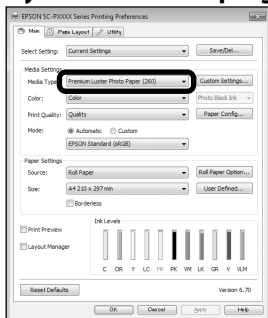 EPSON SC-PXXXX Series Printing Preferences
Main Page Layout Utility
Select Setting: Current Settings Save/Del...
Media Settings
Media Type: Premium Luster Photo Paper (260) Custom Settings...
Color: Color Photo Black Ink
Print Quality: Quality Paper Config...
Mode: Automatic Custom
EPSON Standard (sRGB)
Paper Settings
Source: Roll Paper Roll Paper Option...
Size: A4 210 x 297 mm User Defined...
Borderless
Ink Levels
Print Preview
Layout Manager
C OR Y LC MK PK VM LK GR V VLM
Reset Defaults Version 6.70
OK Cancel Apply Help